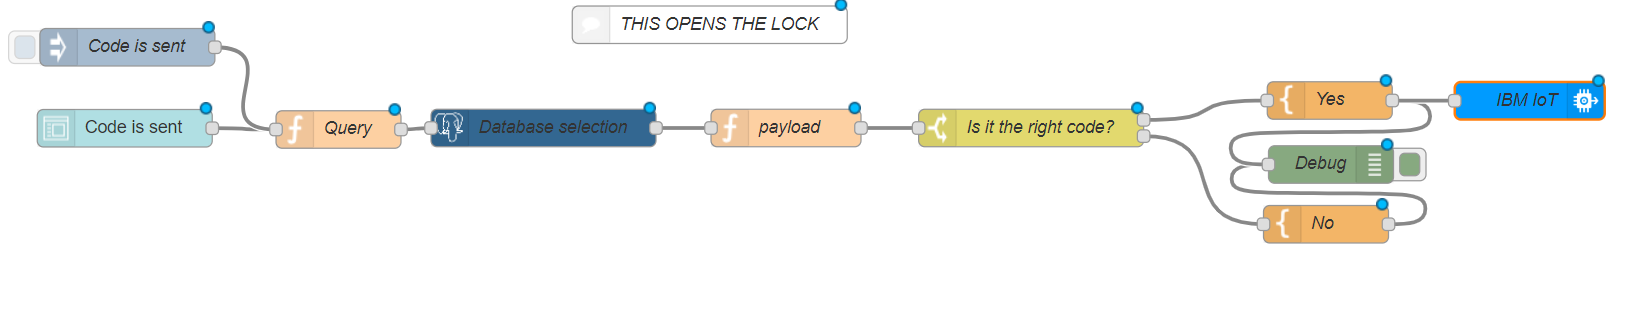 THIS OPENS THE LOCK
Code is sent
Code is sent
Query
Database selection
payload
Is it the right code?
Yes
IBM IoT
Debug
No